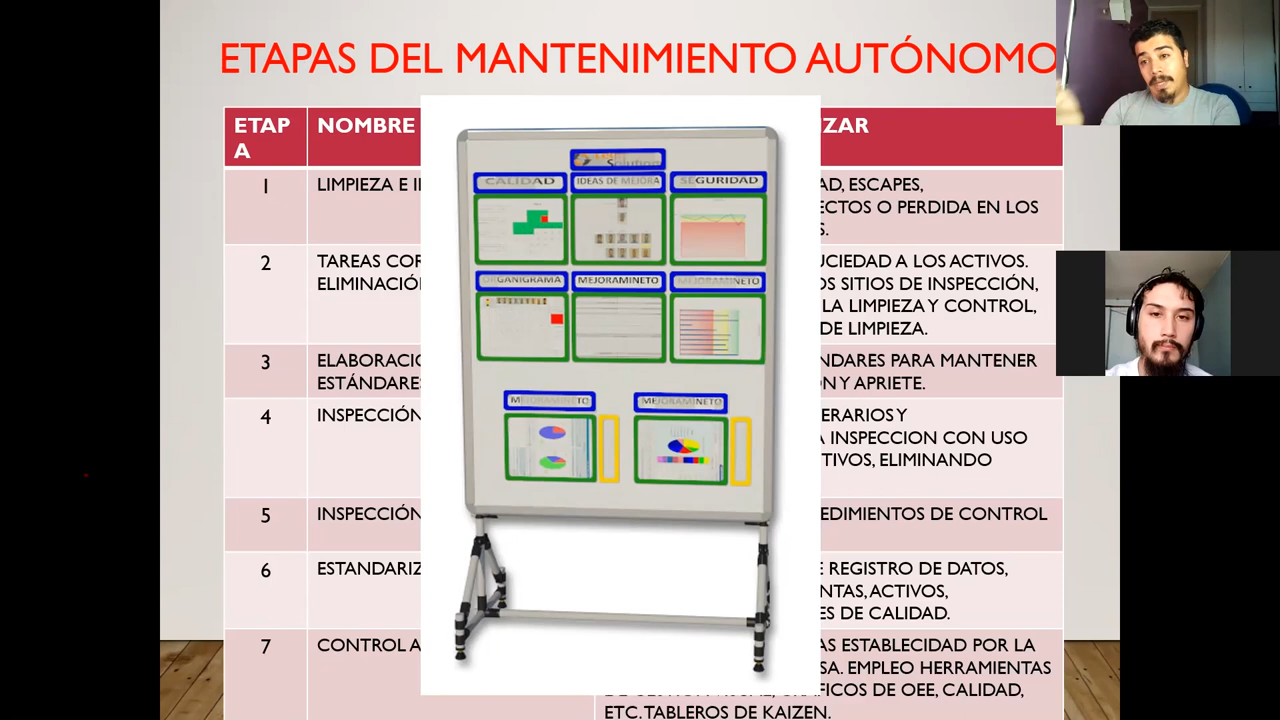 ETAPAS DEL MANTENIMIENTO AUTÓNOMO
ETAP
A
NOMBRE
ZAR
1
LIMPIEZA E
AD, ESCAPES,
ECTOS O PERDIDA EN LOS
S.
2
TAREAS COR
ELIMINACIÓ
UCIEDAD A LOS ACTIVOS.
OS SITIOS DE INSPECCIÓN,
LA LIMPIEZA Y CONTROL,
DE LIMPIEZA.
3
ELABORACIO
ESTÁNDARE
NDARES PARA MANTENER
ON Y APRIETE.
4
INSPECCIÓN
ERARIOS Y
A INSPECCION CON USO
TIVOS, ELIMINANDO
5
INSPECCIÓN
EDIMIENTOS DE CONTROL
6
ESTANDARIZ
E REGISTRO DE DATOS,
NTAS, ACTIVOS,
ES DE CALIDAD.
7
CONTROL A
AS ESTABLECIDAD POR LA
SA. EMPLEO HERRAMIENTAS
ETC. TABLEROS DE KAIZEN.
Solution
CALIDAD
IDEAS DE MEJORA
SEGURIDAD
ORGANIGRAMA
MEJORAMINETO
MEJORAMINETO
MEJORAMINETO
MEJORAMINETO